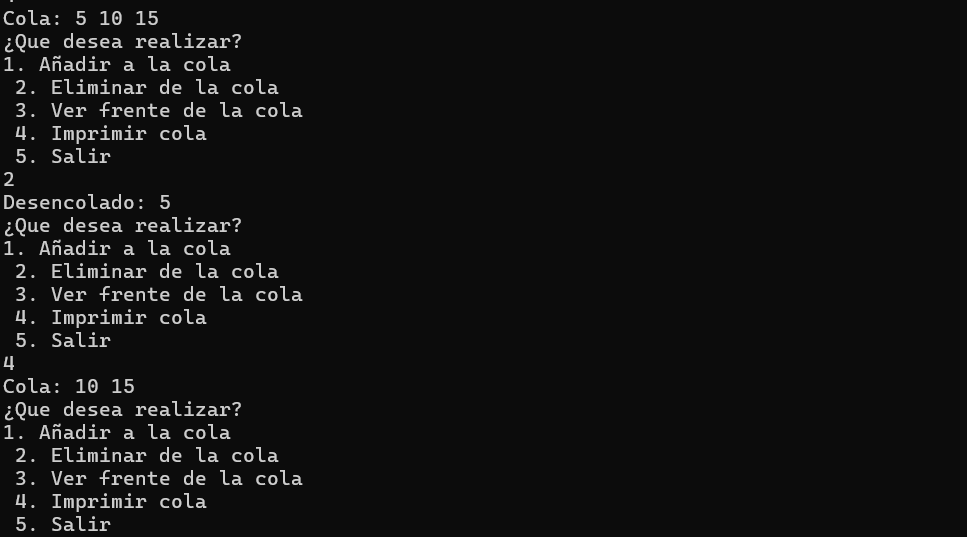 Cola: 5 10 15
¿Que desea realizar?
1. Añadir a la cola
 2. Eliminar de la cola
 3. Ver frente de la cola
 4. Imprimir cola
 5. Salir
2
Desencolado: 5
¿Que desea realizar?
1. Añadir a la cola
 2. Eliminar de la cola
 3. Ver frente de la cola
 4. Imprimir cola
 5. Salir
4
Cola: 10 15
¿Que desea realizar?
1. Añadir a la cola
 2. Eliminar de la cola
 3. Ver frente de la cola
 4. Imprimir cola
 5. Salir